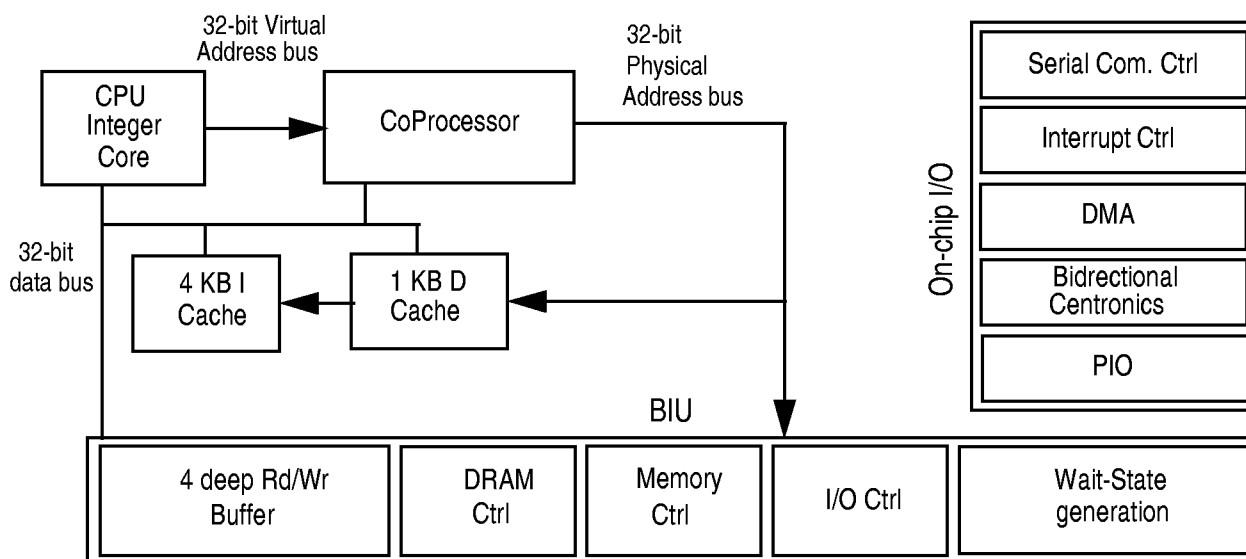 32-bit Virtual
Address bus
32-bit
Physical
Address bus
CPU
Integer
Core
CoProcessor
32-bit
data bus
4 KB I
Cache
1 KB D
Cache
On-chip I/O
Serial Com. Ctrl
Interrupt Ctrl
DMA
Bidrectional
Centronics
PIO
BIU
4 deep Rd/Wr
Buffer
DRAM
Ctrl
Memory
Ctrl
I/O Ctrl
Wait-State
generation